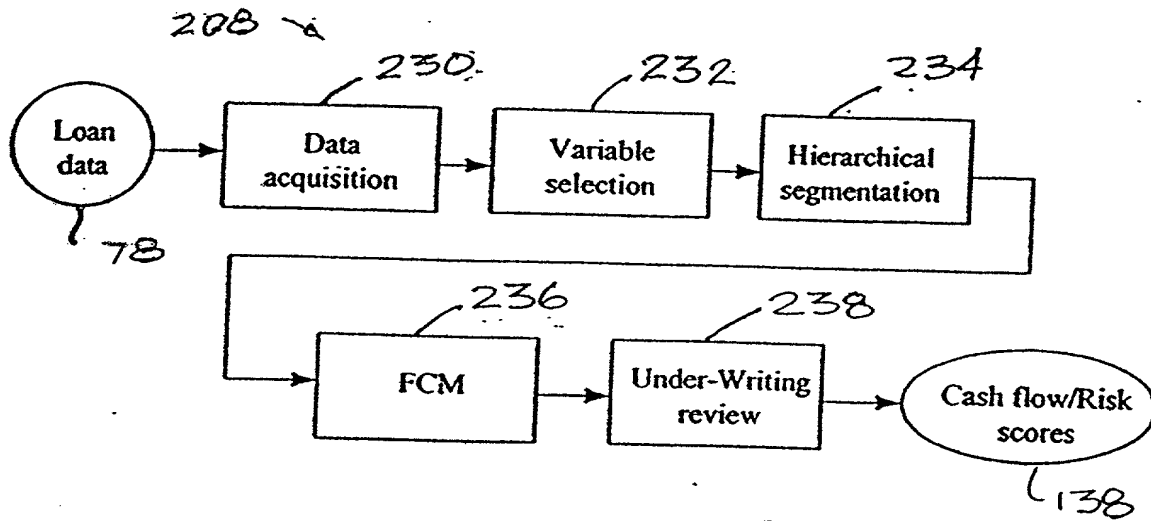 208
230
232
234
Loan
data
Data
acquisition
Variable
selection
Hierarchical
segmentation
78
236
238
FCM
Under-Writing
review
Cash flow/Risk
scores
138